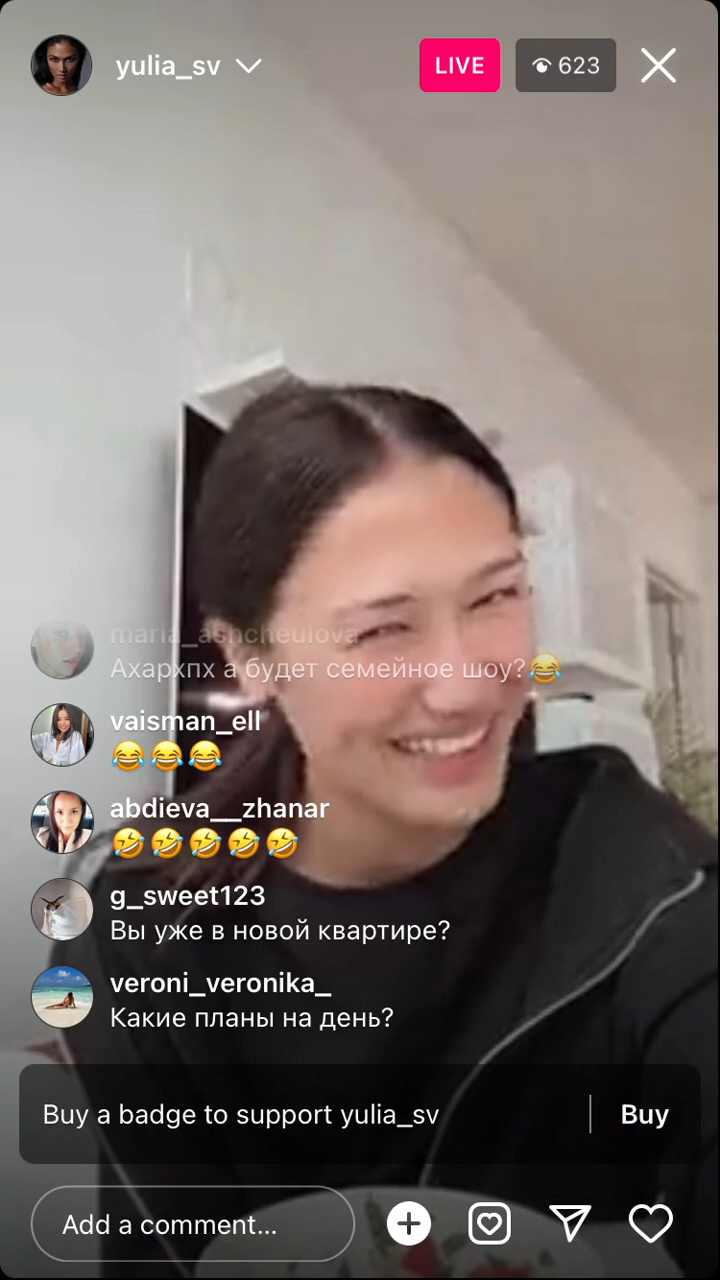 yulia_sv
LIVE
623
maria_ashcheulova
Ахархпх а будет семейное шоу?😂
vaisman_ell
😂😂😂
abdieva__zhanar
🤣🤣🤣🤣🤣
g_sweet123
Вы уже в новой квартире?
veroni_veronika_
Какие планы на день?
Buy a badge to support yulia_sv
Buy
Add a comment...